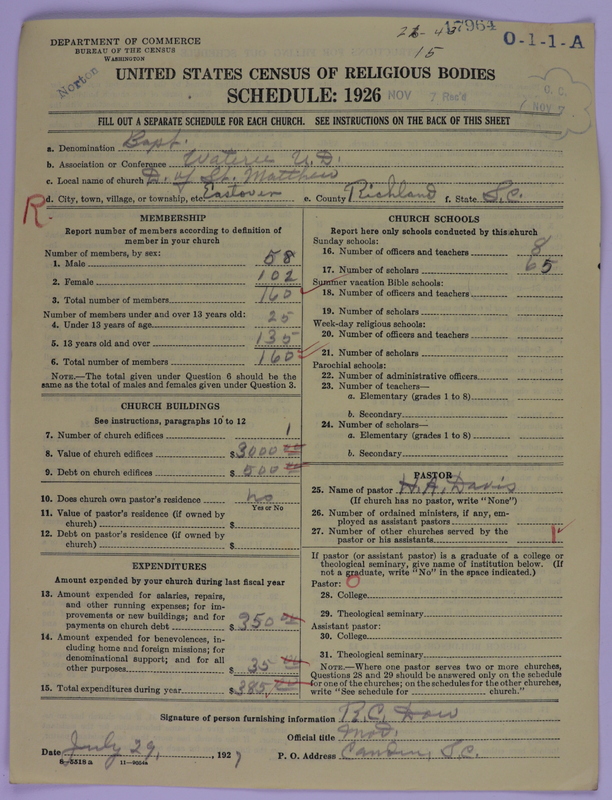 17964
DEPARTMENT OF COMMERCE
BUREAU OF THE CENSUS
WASHINGTON
15
O-1-1-A
Norton
UNITED STATES CENSUS OF RELIGIOUS BODIES
SCHEDULE: 1926
NOV 7 Rec'd
C. C.
NOV 7
FILL OUT A SEPARATE SCHEDULE FOR EACH CHURCH. SEE INSTRUCTIONS ON THE BACK OF THIS SHEET
a. Denomination Bapt.
b. Association or Conference Wateree U.D.
c. Local name of church St. Matthew
R. d. City, town, village, or township, etc. Eastover e. County Richland f. State S.C.
MEMBERSHIP
Report number of members according to definition of
member in your church
Number of members, by sex:
1. Male 58
2. Female 102
3. Total number of members 160
Number of members under and over 13 years old:
4. Under 13 years of age 25
5. 13 years old and over 135
6. Total number of members 160
NOTE.—The total given under Question 6 should be the
same as the total of males and females given under Question 3.
CHURCH BUILDINGS
See instructions, paragraphs 10 to 12
7. Number of church edifices 1
8. Value of church edifices $3000
9. Debt on church edifices $500
10. Does church own pastor's residence no
Yes or No
11. Value of pastor's residence (if owned by
church) $
12. Debt on pastor's residence (if owned by
church) $
EXPENDITURES
Amount expended by your church during last fiscal year
13. Amount expended for salaries, repairs,
and other running expenses; for im-
provements or new buildings; and for
payments on church debt $350
14. Amount expended for benevolences, in-
cluding home and foreign missions; for
denominational support; and for all
other purposes $35
15. Total expenditures during year $385
CHURCH SCHOOLS
Report here only schools conducted by this church
Sunday schools:
16. Number of officers and teachers 8
17. Number of scholars 65
Summer vacation Bible schools:
18. Number of officers and teachers
19. Number of scholars
Week-day religious schools:
20. Number of officers and teachers
21. Number of scholars
Parochial schools:
22. Number of administrative officers
23. Number of teachers—
a. Elementary (grades 1 to 8)
b. Secondary
24. Number of scholars—
a. Elementary (grades 1 to 8)
b. Secondary
PASTOR
25. Name of pastor H.A. Davis
(If church has no pastor, write "None")
26. Number of ordained ministers, if any, em-
ployed as assistant pastors
27. Number of other churches served by the
pastor or his assistants 1
If pastor (or assistant pastor) is a graduate of a college or
theological seminary, give name of institution below. (If
not a graduate, write "No" in the space indicated.)
Pastor: 0
28. College
29. Theological seminary
Assistant pastor:
30. College
31. Theological seminary
NOTE.—Where one pastor serves two or more churches,
Questions 28 and 29 should be answered only on the schedule
for one of the churches; on the schedules for the other churches,
write "See schedule for church."
Signature of person furnishing information R.C. Dow
Official title Mod.
Date July 29, 1927 P. O. Address Camden, S.C.
8-5518 a 11-9054a